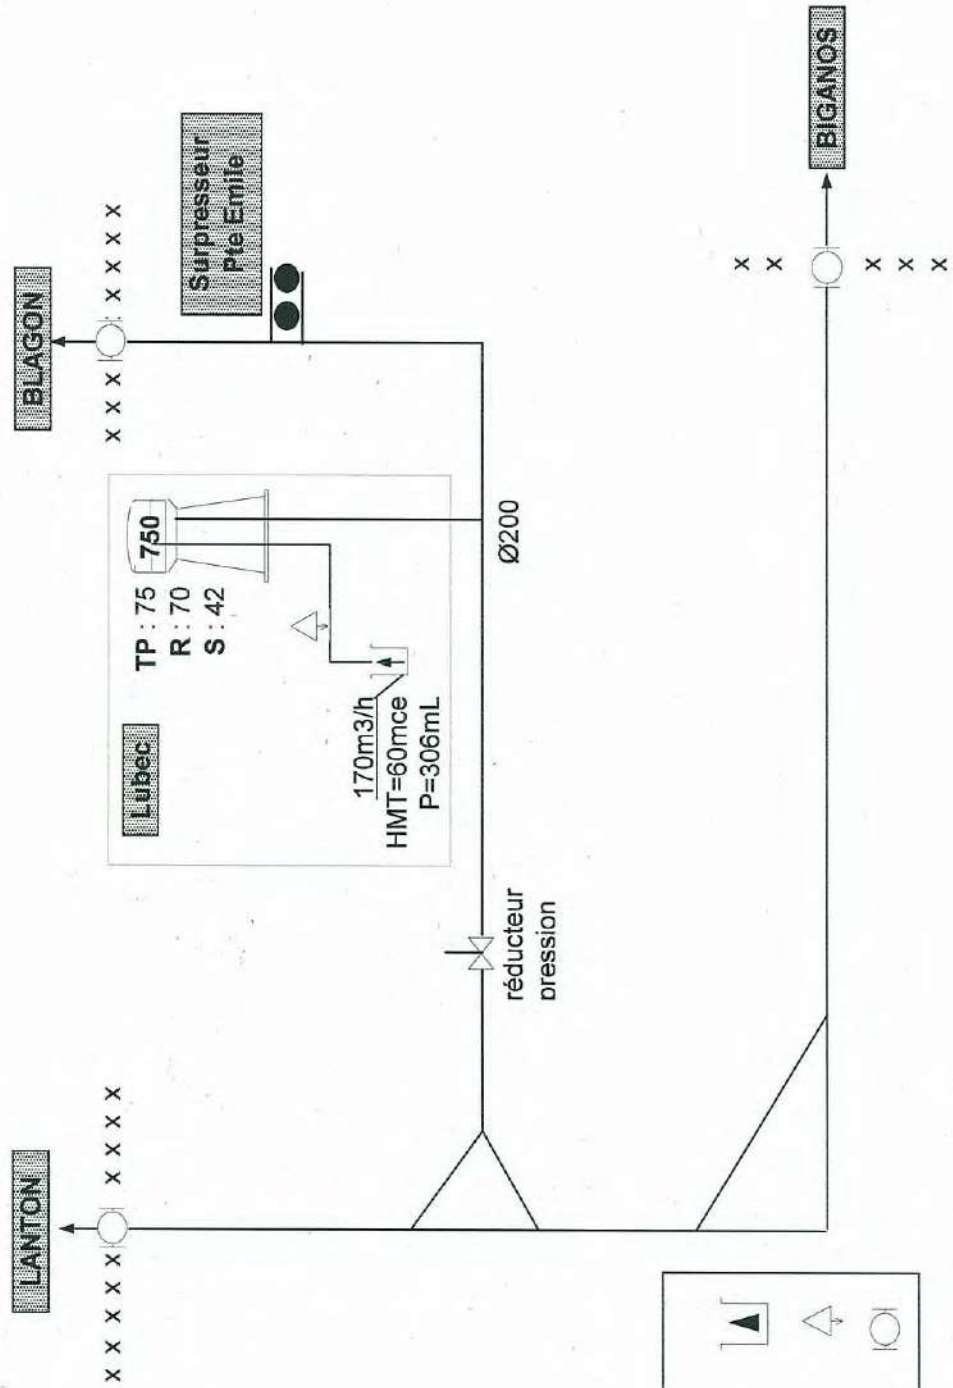 LANTON
BLAGON
BIGANOS
Surpresseur
Pte Emile
Lubec
750
TP : 75
R : 70
S : 42
170m3/h
HMT=60mce
P=306mL
Ø200
réducteur
pression
x x x x x
x x x x
x x x
x x x x
x x
x x x